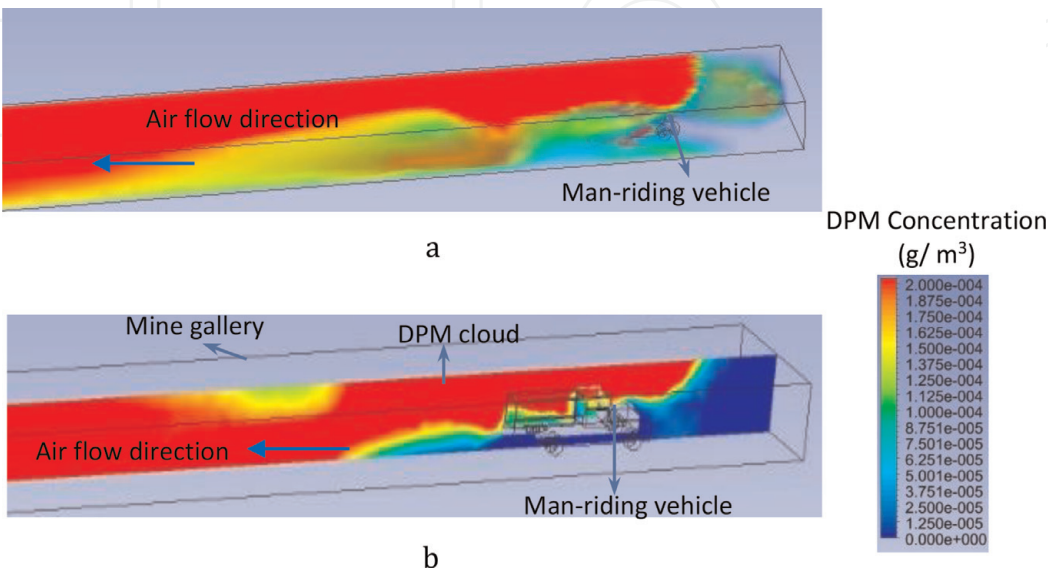 Air flow direction
Man-riding vehicle
a
DPM Concentration
(g/ m³)
2.000e-004
1.875e-004
1.750e-004
1.625e-004
1.500e-004
1.375e-004
1.250e-004
1.125e-004
1.000e-004
8.751e-005
7.501e-005
6.251e-005
5.001e-005
3.751e-005
2.500e-005
1.250e-005
0.000e+000
Mine gallery
DPM cloud
Air flow direction
Man-riding vehicle
b